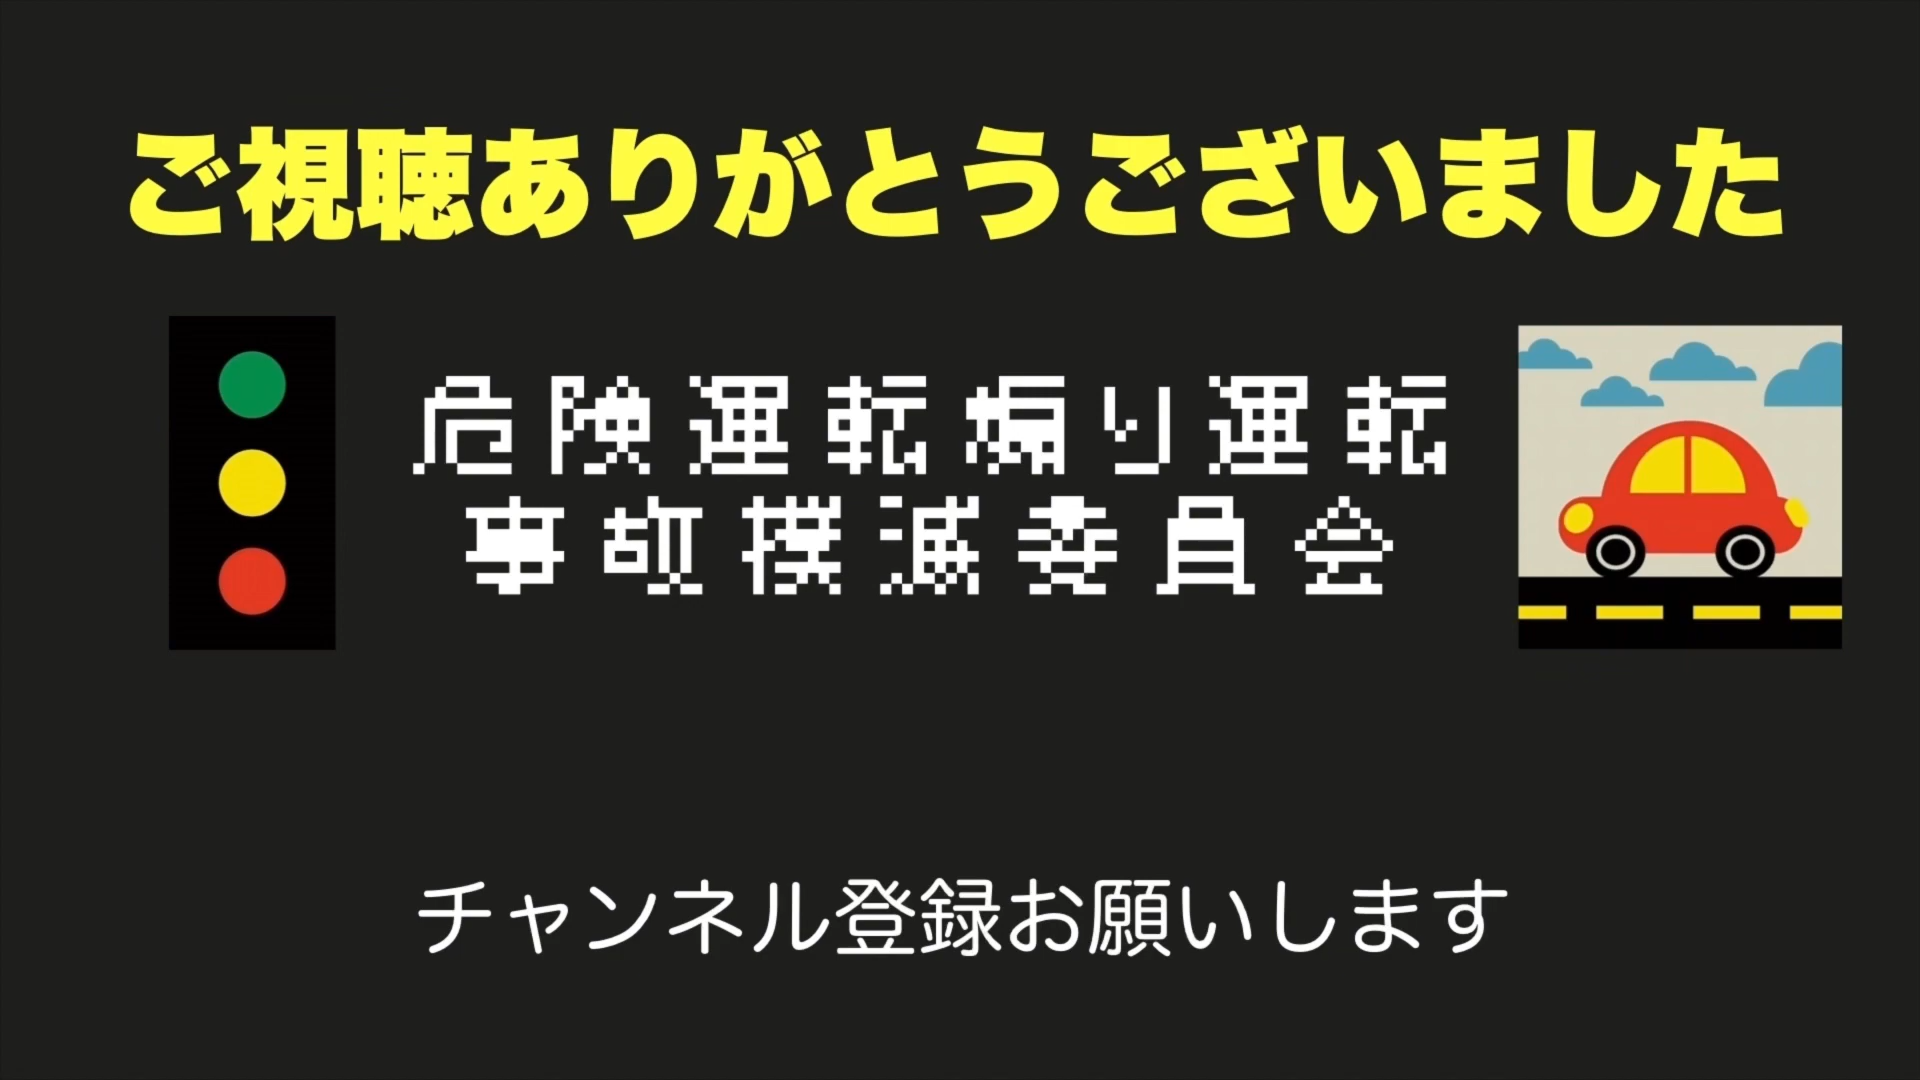 ご視聴ありがとうございました
危険運転煽り運転
事故撲滅委員会
チャンネル登録お願いします